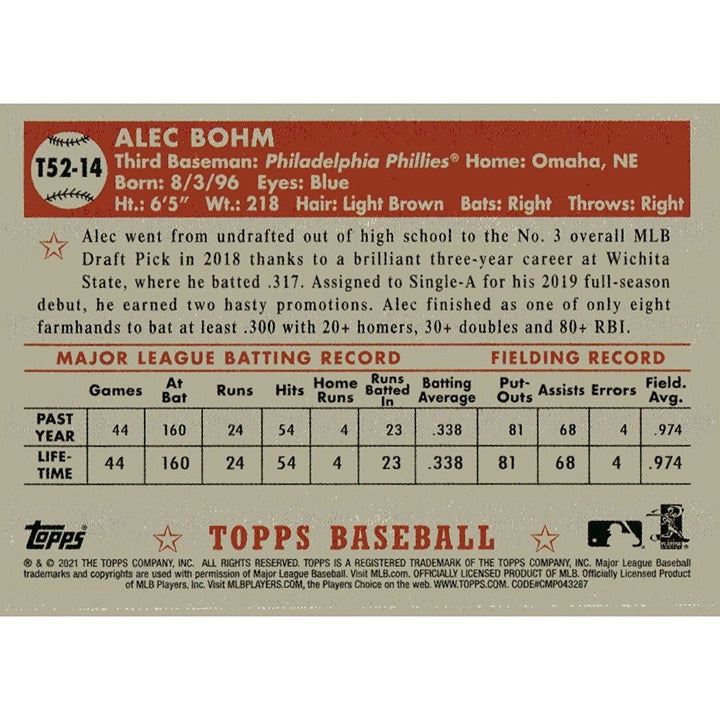 T52-14
ALEC BOHM
Third Baseman: Philadelphia Phillies® Home: Omaha, NE
Born: 8/3/96 Eyes: Blue
Ht.: 6'5" Wt.: 218 Hair: Light Brown Bats: Right Throws: Right
Alec went from undrafted out of high school to the No. 3 overall MLB
Draft Pick in 2018 thanks to a brilliant three-year career at Wichita
State, where he batted .317. Assigned to Single-A for his 2019 full-season
debut, he earned two hasty promotions. Alec finished as one of only eight
farmhands to bat at least .300 with 20+ homers, 30+ doubles and 80+ RBI.
MAJOR LEAGUE BATTING RECORD FIELDING RECORD
Games At Bat Runs Hits Home Runs Runs Batted In Batting Average Put-Outs Assists Errors Field. Avg.
PAST YEAR 44 160 24 54 4 23 .338 81 68 4 .974
LIFE-TIME 44 160 24 54 4 23 .338 81 68 4 .974
Topps TOPPS BASEBALL
® & © 2021 THE TOPPS COMPANY, INC. ALL RIGHTS RESERVED. TOPPS IS A REGISTERED TRADEMARK OF THE TOPPS COMPANY, INC. Major League Baseball
trademarks and copyrights are used with permission of Major League Baseball. Visit MLB.com. OFFICIALLY LICENSED PRODUCT OF MLB. Officially Licensed Product
of MLB Players, Inc. Visit MLBPLAYERS.COM, the Players Choice on the web. WWW.TOPPS.COM. CODE#CMP043287